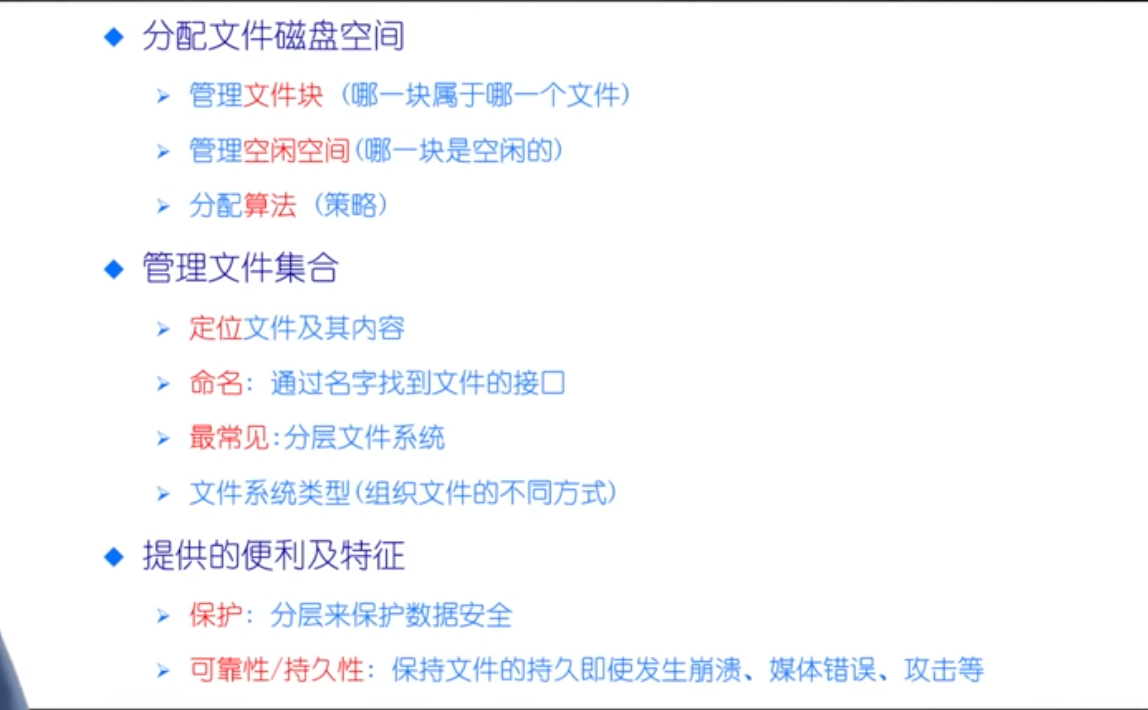 分配文件磁盘空间
管理文件块 (哪一块属于哪一个文件)
管理空闲空间(哪一块是空闲的)
分配算法 (策略)
管理文件集合
定位文件及其内容
命名: 通过名字找到文件的接口
最常见:分层文件系统
文件系统类型(组织文件的不同方式)
提供的便利及特征
保护: 分层来保护数据安全
可靠性/持久性: 保持文件的持久即使发生崩溃、媒体错误、攻击等